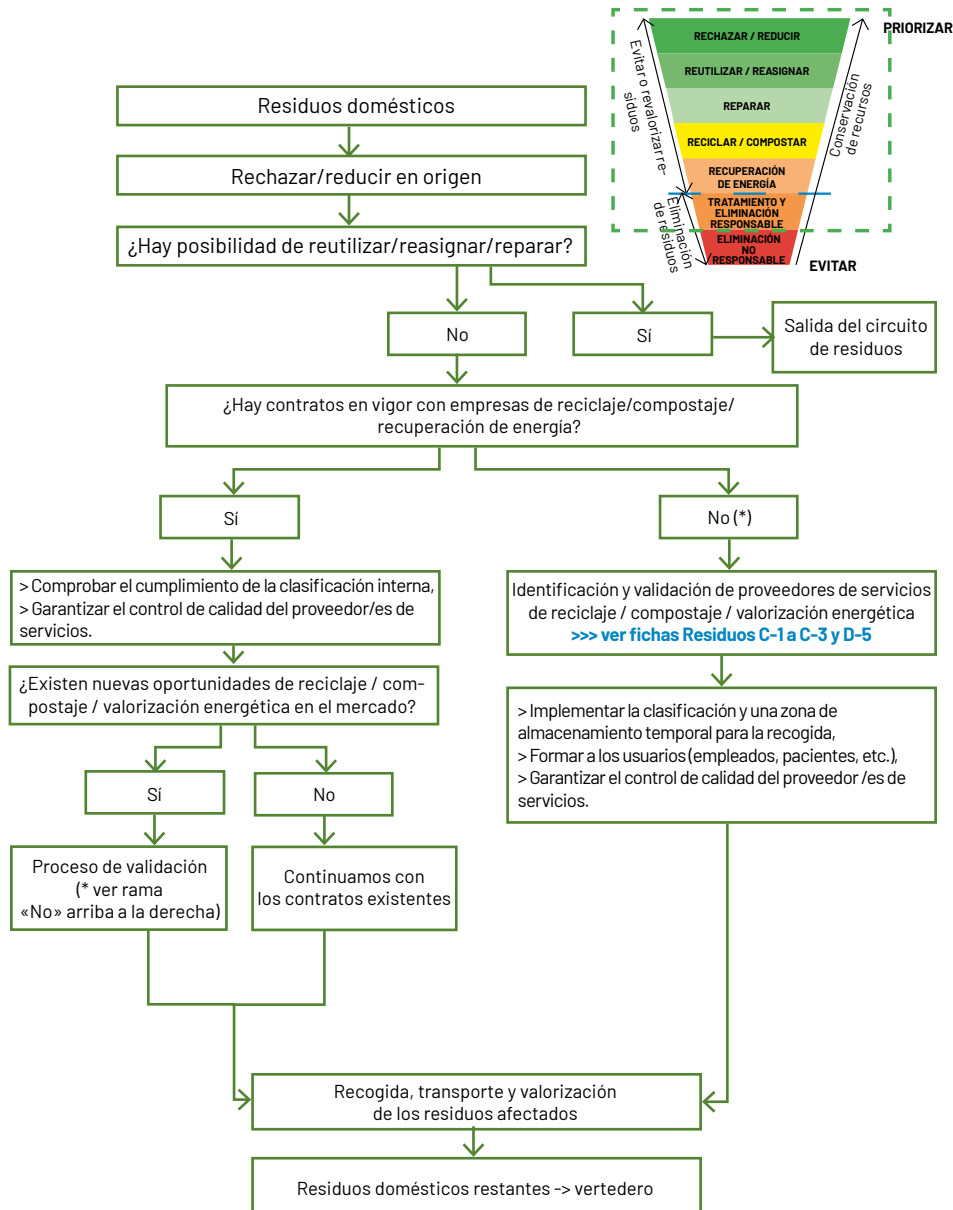 RECHAZAR / REDUCIR
PRIORIZAR
REUTILIZAR / REASIGNAR
REPARAR
RECICLAR / COMPOSTAR
RECUPERACIÓN
DE ENERGÍA
TRATAMIENTO Y
ELIMINACIÓN
RESPONSABLE
ELIMINACIÓN
NO
/RESPONSABLE
EVITAR
Evitar o revalorizar re-
siduos
Eliminación
de residuos
Conservación
de recursos
Residuos domésticos
Rechazar/reducir en origen
¿Hay posibilidad de reutilizar/reasignar/reparar?
No
Sí
Salida del circuito
de residuos
¿Hay contratos en vigor con empresas de reciclaje/compostaje/
recuperación de energía?
Sí
No (*)
> Comprobar el cumplimiento de la clasificación interna,
> Garantizar el control de calidad del proveedor/es de
servicios.
Identificación y validación de proveedores de servicios
de reciclaje / compostaje / valorización energética
>>> ver fichas Residuos C-1 a C-3 y D-5
¿Existen nuevas oportunidades de reciclaje / com-
postaje / valorización energética en el mercado?
> Implementar la clasificación y una zona de
almacenamiento temporal para la recogida,
> Formar a los usuarios (empleados, pacientes, etc.),
> Garantizar el control de calidad del proveedor /es de
servicios.
Sí
No
Proceso de validación
(* ver rama
«No» arriba a la derecha)
Continuamos con
los contratos existentes
Recogida, transporte y valorización
de los residuos afectados
Residuos domésticos restantes -> vertedero